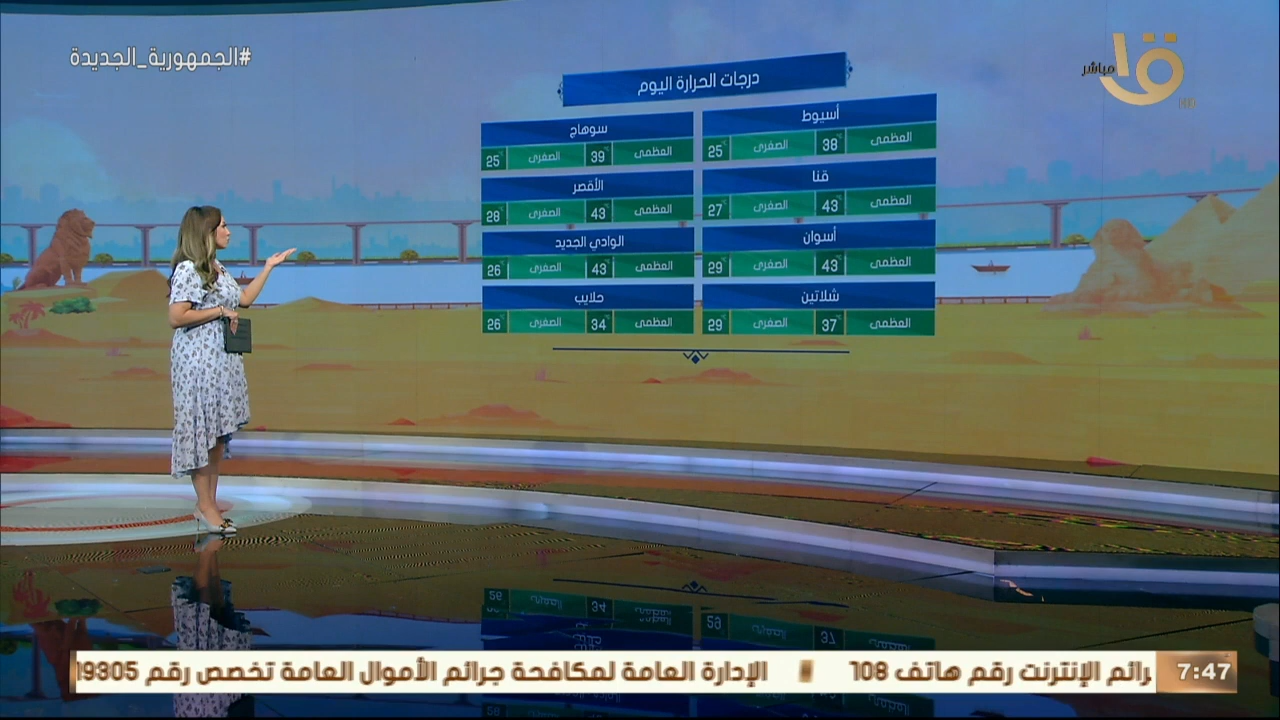 #الجمهورية_الجديدة
مباشر
HD
درجات الحرارة اليوم
أسيوط
العظمى 38 الصغرى 25
سوهاج
العظمى 39 الصغرى 25
قنا
العظمى 43 الصغرى 27
الأقصر
العظمى 43 الصغرى 28
أسوان
العظمى 43 الصغرى 29
الوادي الجديد
العظمى 43 الصغرى 26
شلاتين
العظمى 37 الصغرى 29
حلايب
العظمى 34 الصغرى 26
7:47 رائم الإنترنت رقم هاتف 108 الإدارة العامة لمكافحة جرائم الأموال العامة تخصص رقم 19805